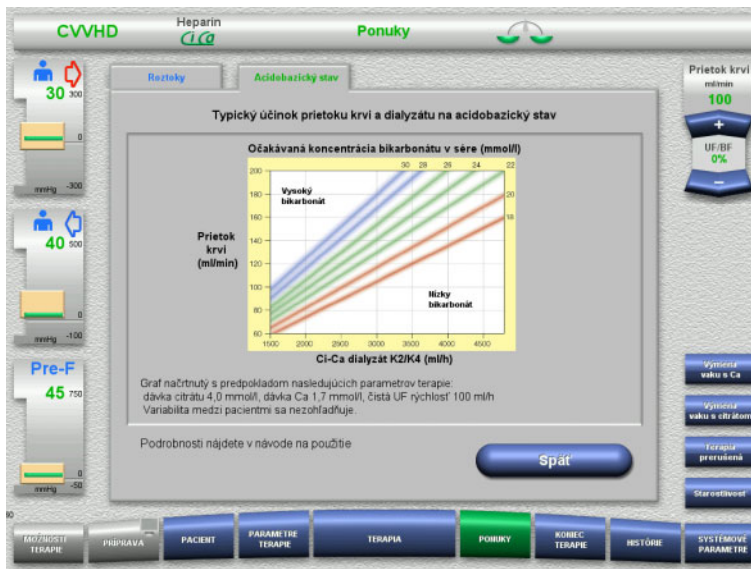 CVVHD
Heparin
CiCa
Ponuky
30 300
0
mmHg -300
40 500
0
mmHg -100
Pre-F
45 750
0
mmHg -50
Roztoky
Acidobazický stav
Typický účinok prietoku krvi a dialyzátu na acidobazický stav
Očakávaná koncentrácia bikarbonátu v sére (mmol/l)
30 28 26 24 22
200
180
160
140
120
100
80
60
20
18
Vysoký
bikarbonát
Prietok
krvi
(ml/min)
Nízky
bikarbonát
1500 2000 2500 3000 3500 4000 4500
Ci-Ca dialyzát K2/K4 (ml/h)
Graf načrtnutý s predpokladom nasledujúcich parametrov terapie:
dávka citrátu 4,0 mmol/l, dávka Ca 1,7 mmol/l, čistá UF rýchlosť 100 ml/h
Variabilita medzi pacientmi sa nezohľadňuje.
Podrobnosti nájdete v návode na použitie
Späť
Prietok krvi
ml/min
100
+
UF/BF
0%
−
Výmena
vaku s Ca
Výmena
vaku s citrátom
Terapia
prerušená
Starostlivosť
MOŽNOSTI
TERAPIE
PRÍPRAVA
PACIENT
PARAMETRE
TERAPIE
TERAPIA
PONUKY
KONIEC
TERAPIE
HISTÓRIE
SYSTÉMOVÉ
PARAMETRE